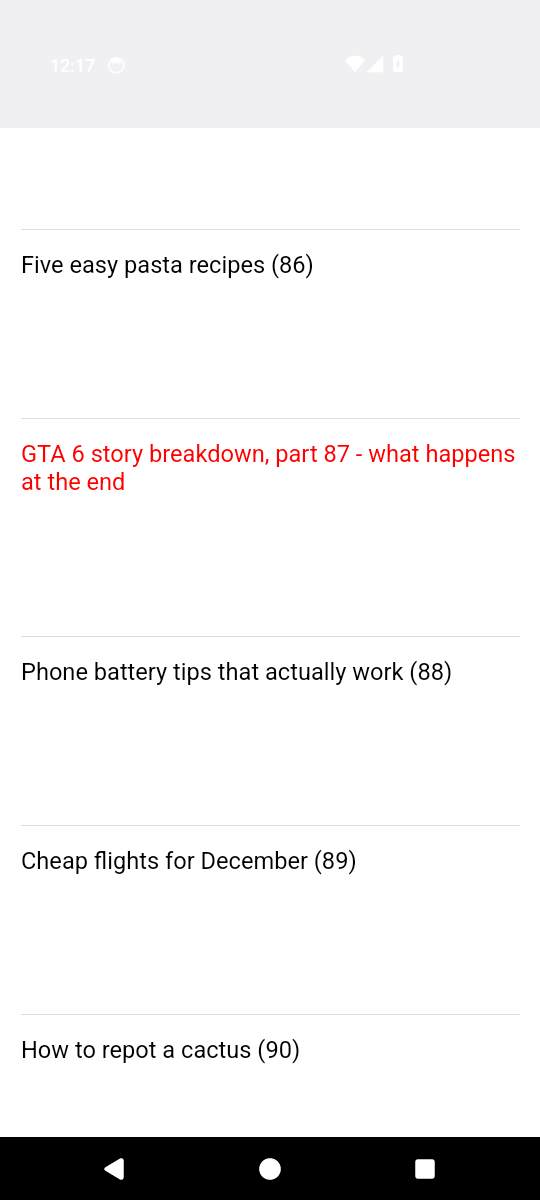 12:17
Five easy pasta recipes (86)
GTA 6 story breakdown, part 87 - what happens
at the end
Phone battery tips that actually work (88)
Cheap flights for December (89)
How to repot a cactus (90)